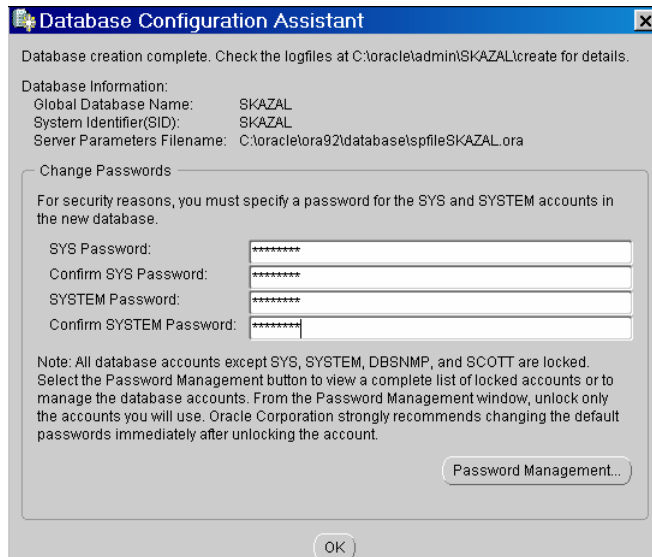 Database Configuration Assistant
Database creation complete. Check the logfiles at C:\oracle\admin\SKAZAL\create for details.
Database Information:
Global Database Name: SKAZAL
System Identifier(SID): SKAZAL
Server Parameters Filename: C:\oracle\ora92\database\spfileSKAZAL.ora
Change Passwords
For security reasons, you must specify a password for the SYS and SYSTEM accounts in
the new database.
SYS Password: ********
Confirm SYS Password: ********
SYSTEM Password: ********
Confirm SYSTEM Password: ********
Note: All database accounts except SYS, SYSTEM, DBSNMP, and SCOTT are locked.
Select the Password Management button to view a complete list of locked accounts or to
manage the database accounts. From the Password Management window, unlock only
the accounts you will use. Oracle Corporation strongly recommends changing the default
passwords immediately after unlocking the account.
Password Management...
OK